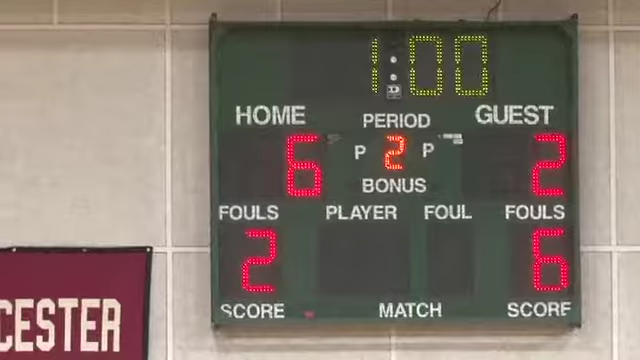 1:00
HOME PERIOD GUEST
6 P 2 P 2
BONUS
FOULS PLAYER FOUL FOULS
2 6
SCORE MATCH SCORE
CESTER